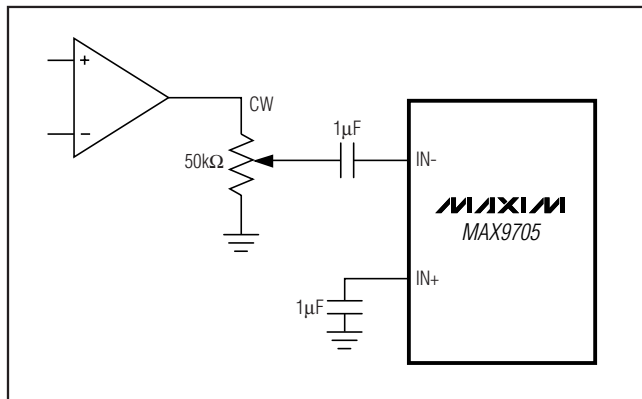 +
−
CW
50kΩ
1µF
IN-
MAXIM
MAX9705
IN+
1µF